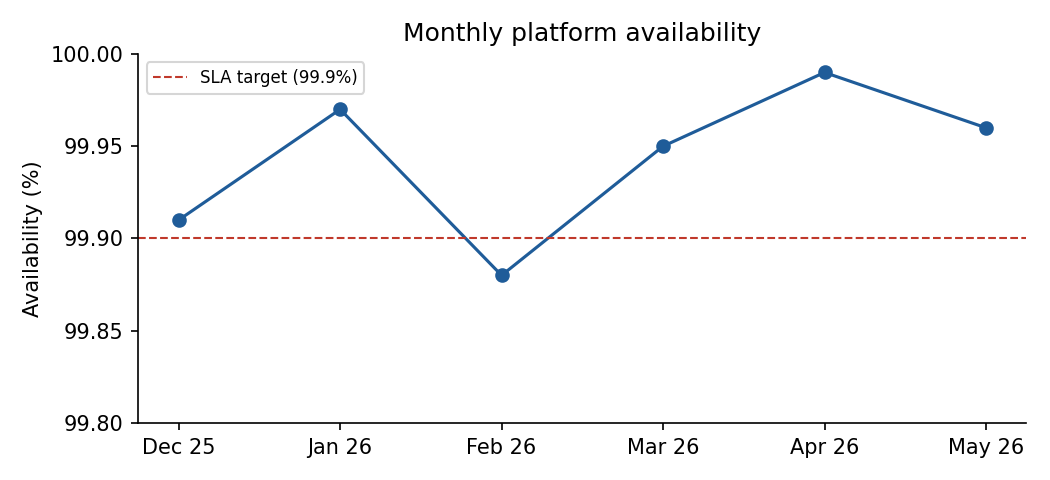 Monthly platform availability
100.00
SLA target (99.9%)
99.95
99.90
99.85
99.80
Availability (%)
Dec 25 Jan 26 Feb 26 Mar 26 Apr 26 May 26